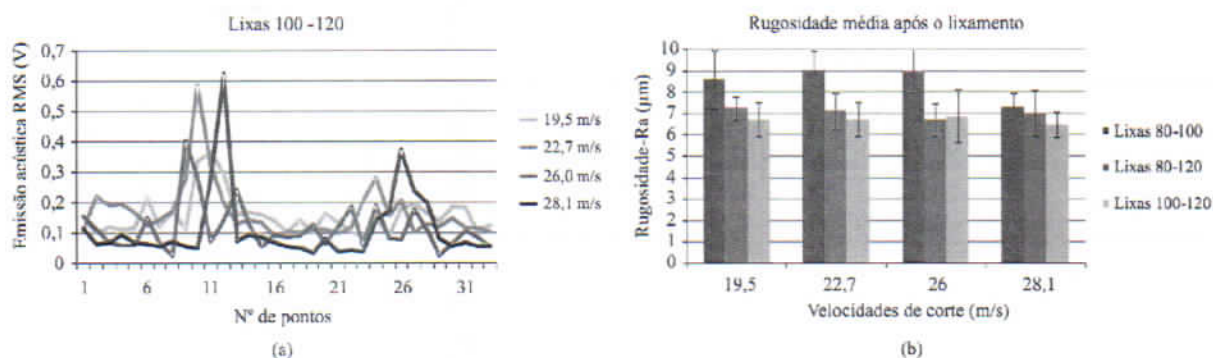 Lixas 100 -120
Emissão acústica RMS (V)
0,7
0,6
0,5
0,4
0,3
0,2
0,1
0
1
6
11
16
21
26
31
Nº de pontos
19,5 m/s
22,7 m/s
26,0 m/s
28,1 m/s
(a)
Rugosidade média após o lixamento
Rugosidade-Ra (µm)
10
9
8
7
6
5
4
3
2
1
0
19,5
22,7
26
28,1
Velocidades de corte (m/s)
Lixas 80-100
Lixas 80-120
Lixas 100-120
(b)